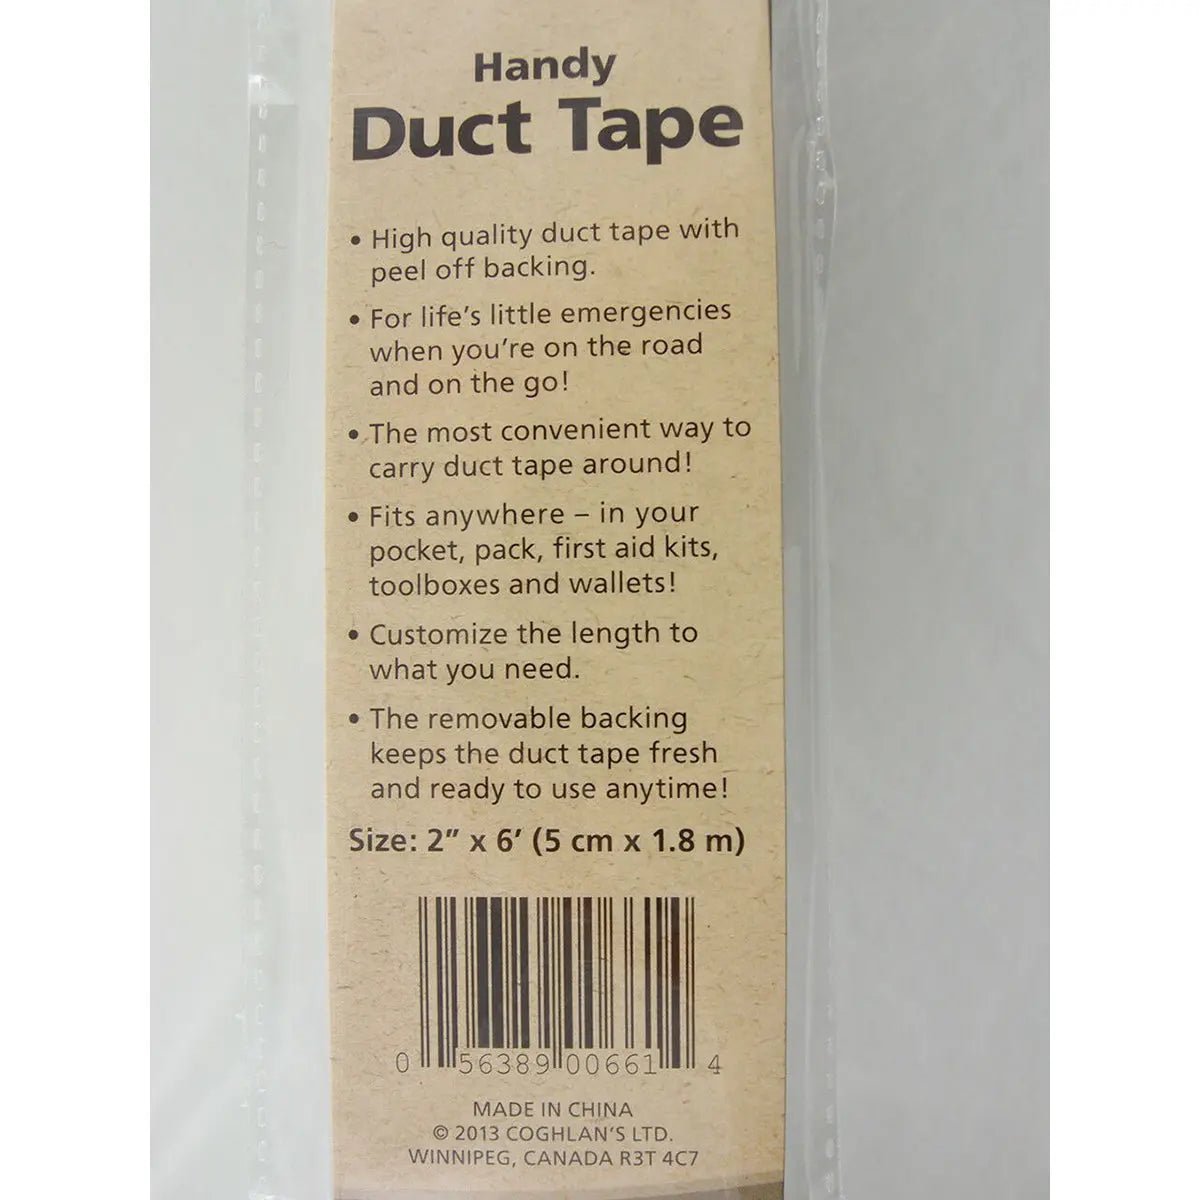 Handy
Duct Tape
• High quality duct tape with
peel off backing.
• For life's little emergencies
when you're on the road
and on the go!
• The most convenient way to
carry duct tape around!
• Fits anywhere – in your
pocket, pack, first aid kits,
toolboxes and wallets!
• Customize the length to
what you need.
• The removable backing
keeps the duct tape fresh
and ready to use anytime!
Size: 2" x 6' (5 cm x 1.8 m)
0 56389 00661 4
MADE IN CHINA
© 2013 COGHLAN'S LTD.
WINNIPEG, CANADA R3T 4C7